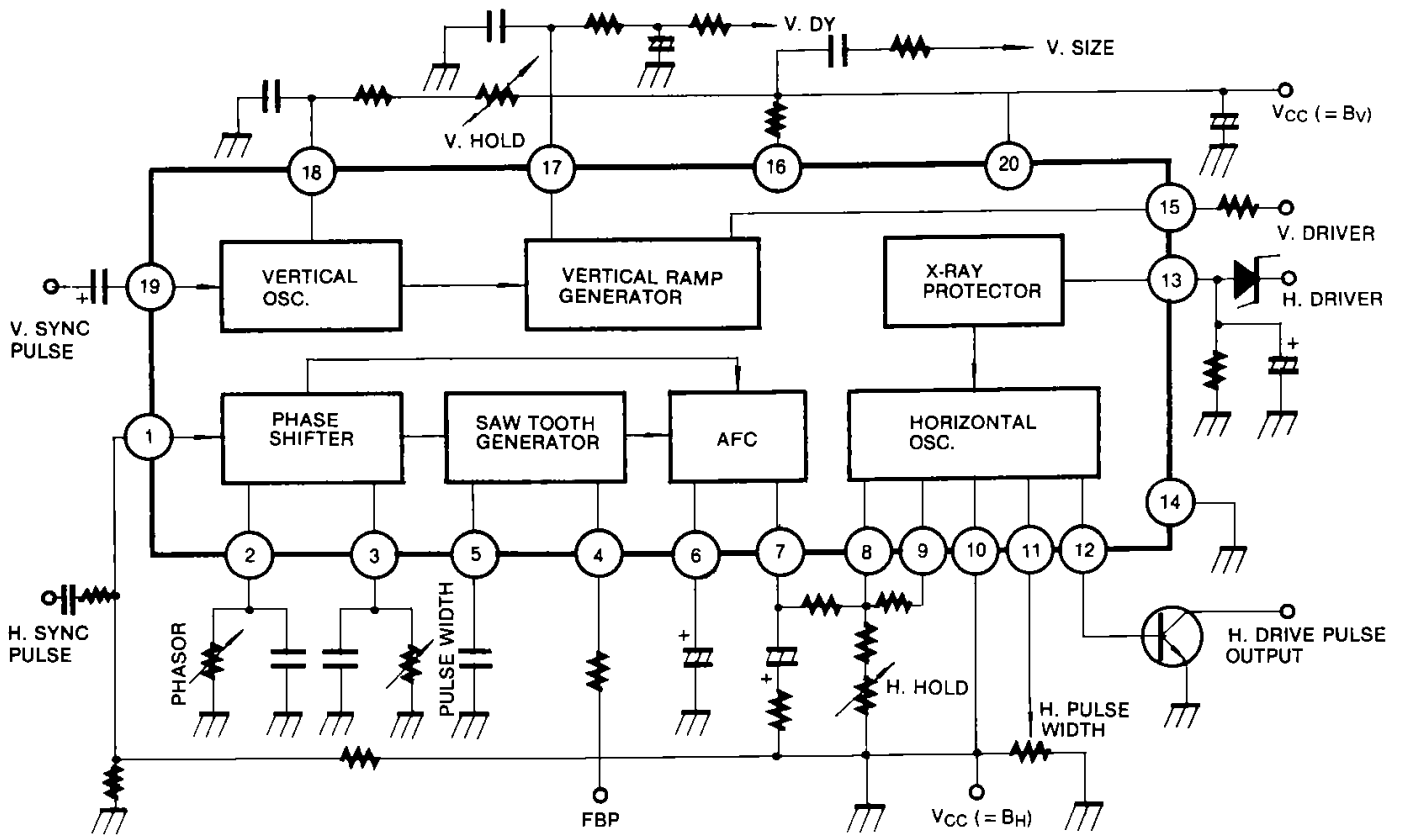 V. DY
V. SIZE
VCC (= BV)
V. HOLD
18
17
16
20
15
V. DRIVER
19
V. SYNC
PULSE
VERTICAL
OSC.
VERTICAL RAMP
GENERATOR
X-RAY
PROTECTOR
13
H. DRIVER
+
+
1
PHASE
SHIFTER
SAW TOOTH
GENERATOR
AFC
HORIZONTAL
OSC.
14
2
3
5
4
6
7
8
9
10
11
12
H. SYNC
PULSE
PHASOR
PULSE WIDTH
+
+
H. HOLD
H. PULSE
WIDTH
H. DRIVE PULSE
OUTPUT
FBP
VCC (= BH)